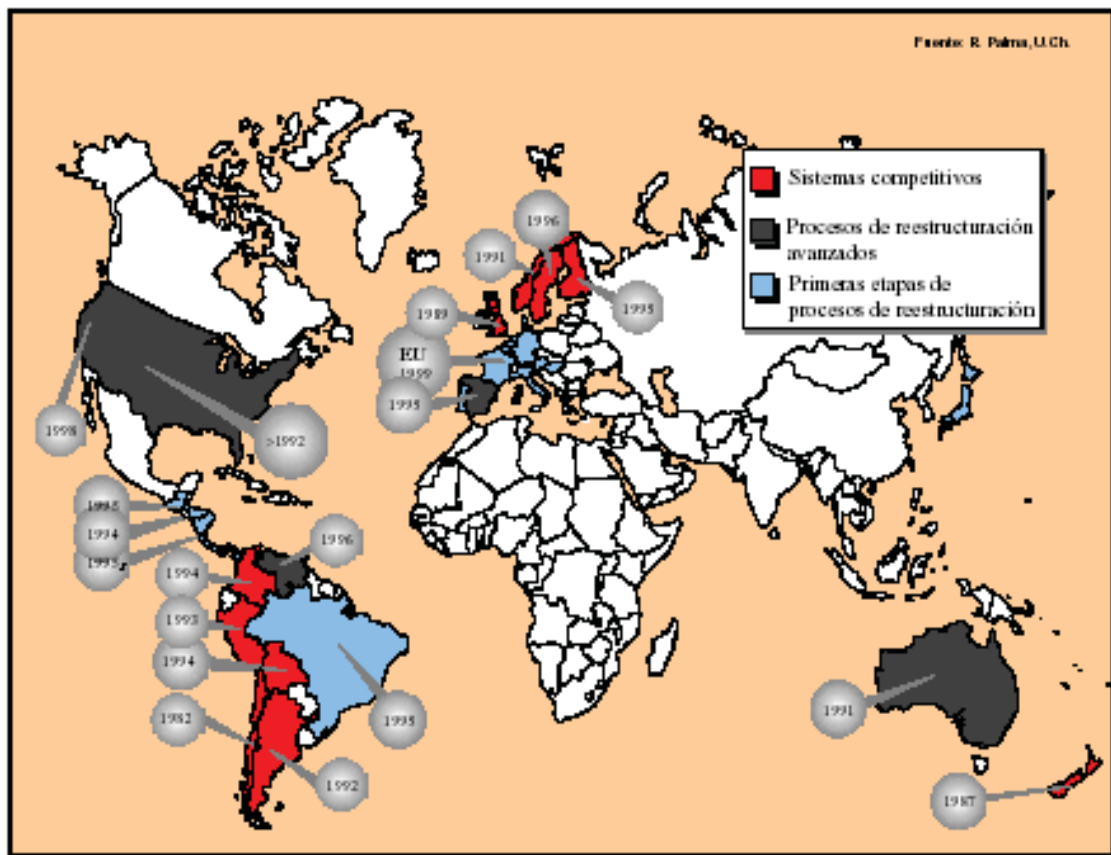 Fuente: R. Palma, U.Ch.
Sistemas competitivos
Procesos de reestructuración
avanzados
Primeras etapas de
procesos de reestructuración
1996
1991
1995
1989
EU
1999
1995
1998
>1992
1994
1996
1994
1993
1994
1982
1995
1992
1991
1987